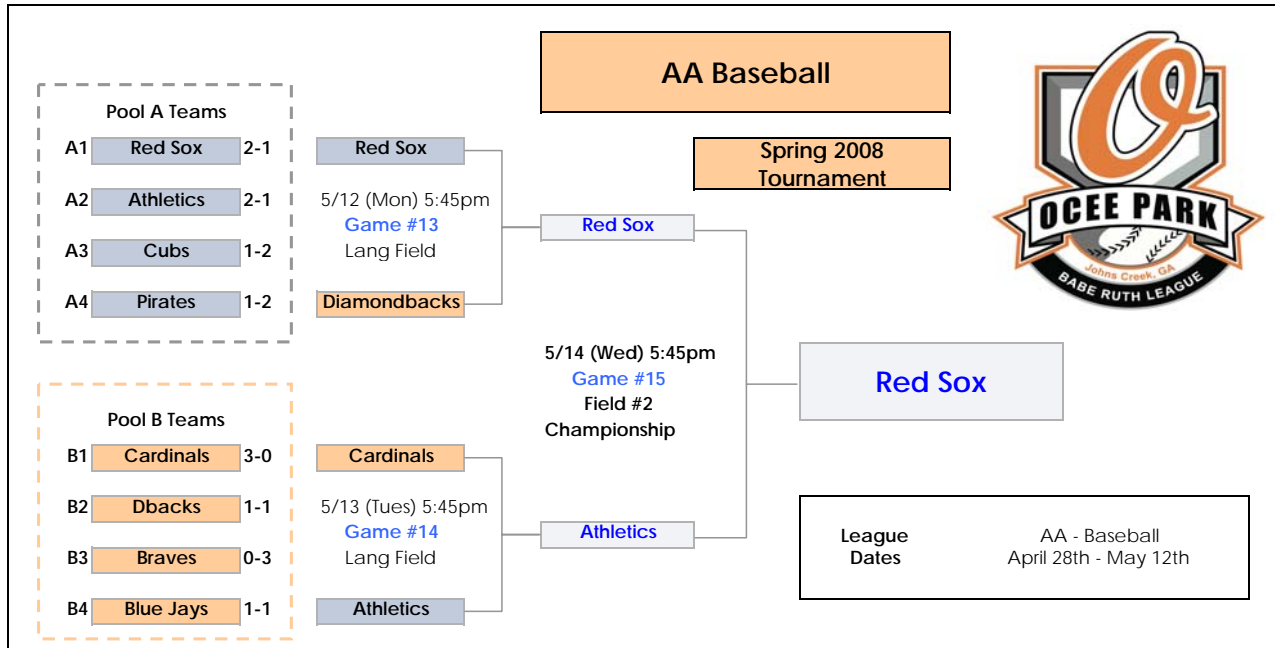 AA Baseball
Spring 2008
Tournament
OCEE PARK
Johns Creek, GA
BABE RUTH LEAGUE
Pool A Teams
A1 Red Sox 2-1
A2 Athletics 2-1
A3 Cubs 1-2
A4 Pirates 1-2
Pool B Teams
B1 Cardinals 3-0
B2 Dbacks 1-1
B3 Braves 0-3
B4 Blue Jays 1-1
Red Sox
5/12 (Mon) 5:45pm
Game #13
Lang Field
Diamondbacks
Cardinals
5/13 (Tues) 5:45pm
Game #14
Lang Field
Athletics
Red Sox
5/14 (Wed) 5:45pm
Game #15
Field #2
Championship
Athletics
Red Sox
League AA - Baseball
Dates April 28th - May 12th